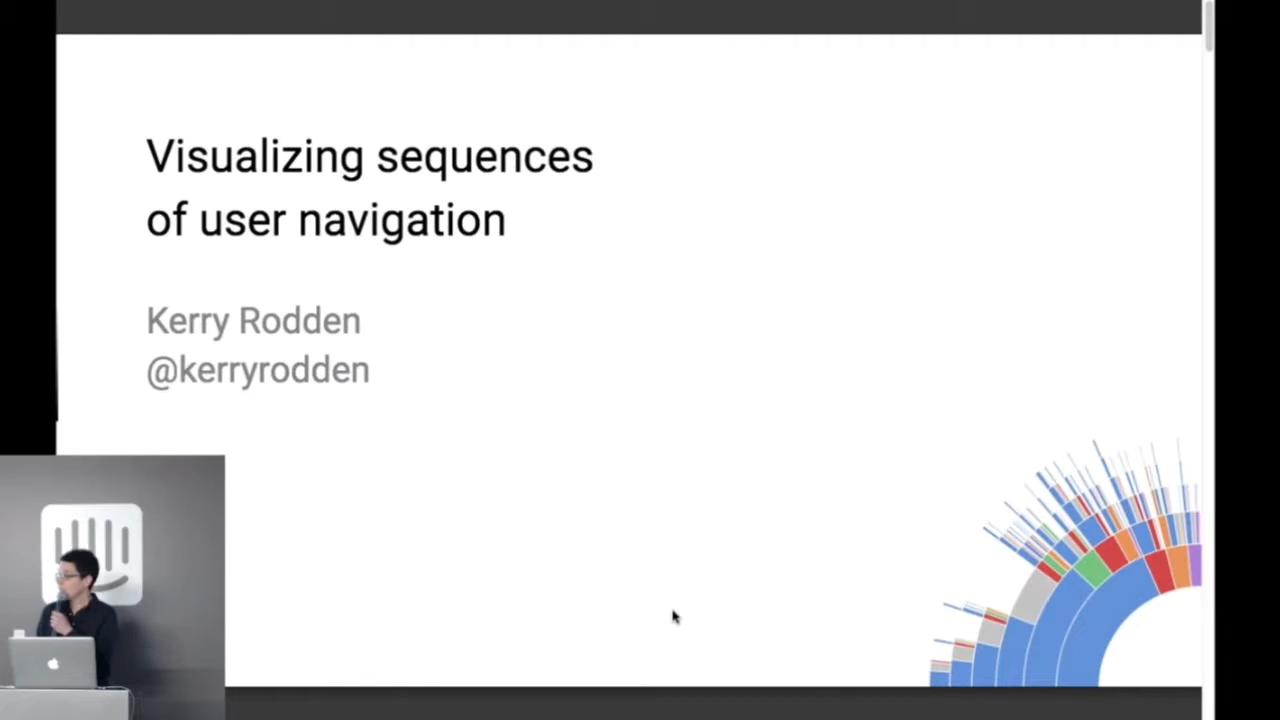 Visualizing sequences
of user navigation
Kerry Rodden
@kerryrodden